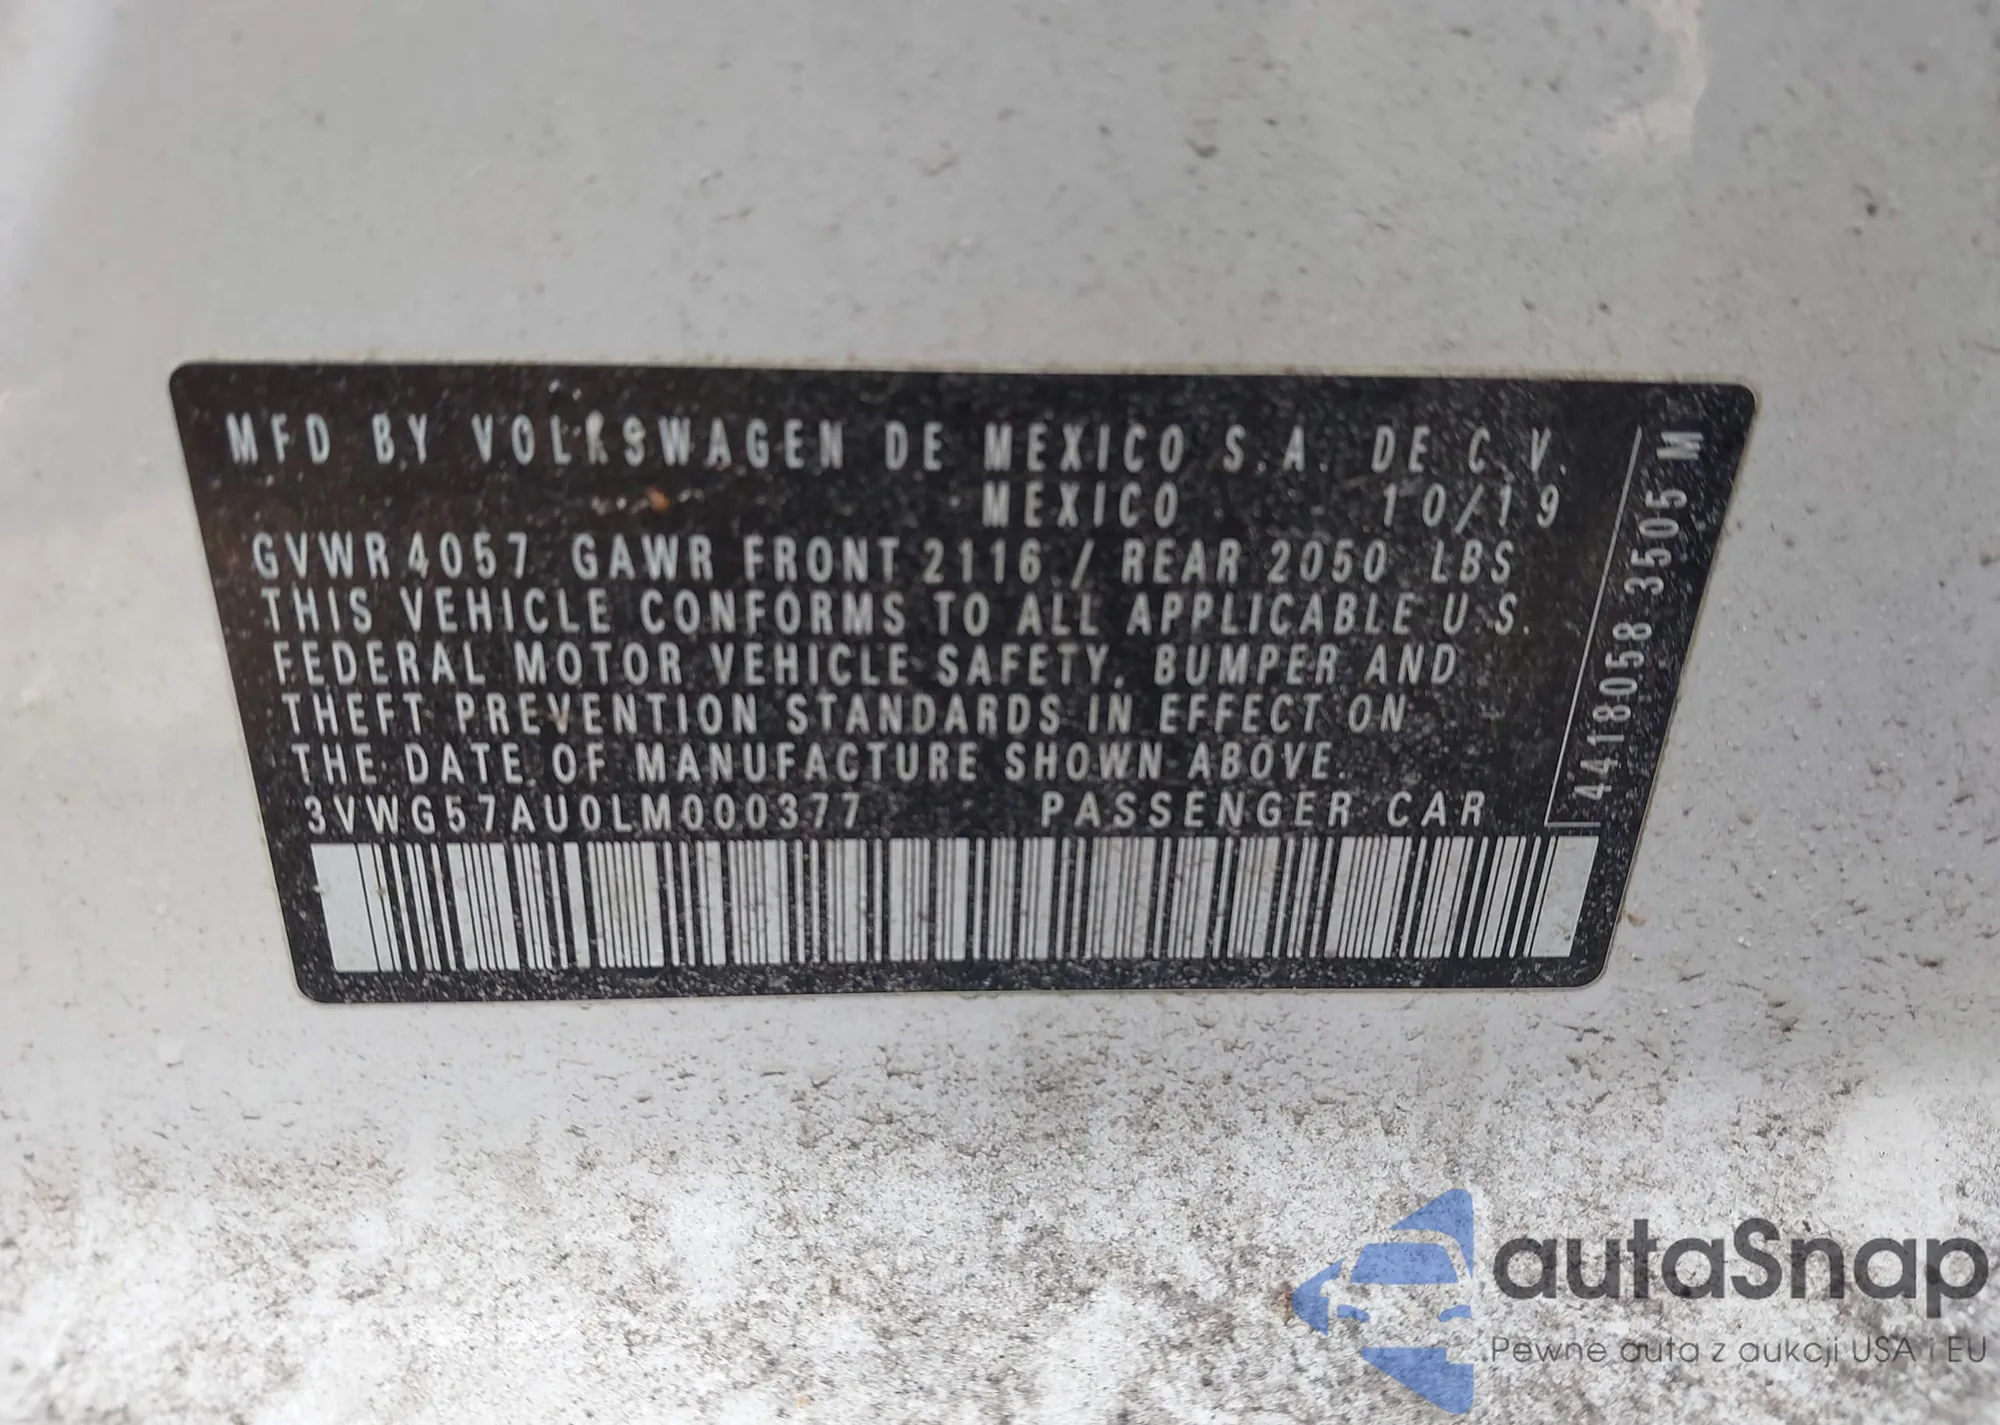 MFD BY VOLKSWAGEN DE MEXICO S.A. DE C.V.
MEXICO 10/19
GVWR 4057 GAWR FRONT 2116 / REAR 2050 LBS
THIS VEHICLE CONFORMS TO ALL APPLICABLE U.S.
FEDERAL MOTOR VEHICLE SAFETY, BUMPER AND
THEFT PREVENTION STANDARDS IN EFFECT ON
THE DATE OF MANUFACTURE SHOWN ABOVE.
3VWG57AU0LM000377 PASSENGER CAR
4418058 3505 M
autaSnap
Pewne auta z aukcji USA i EU